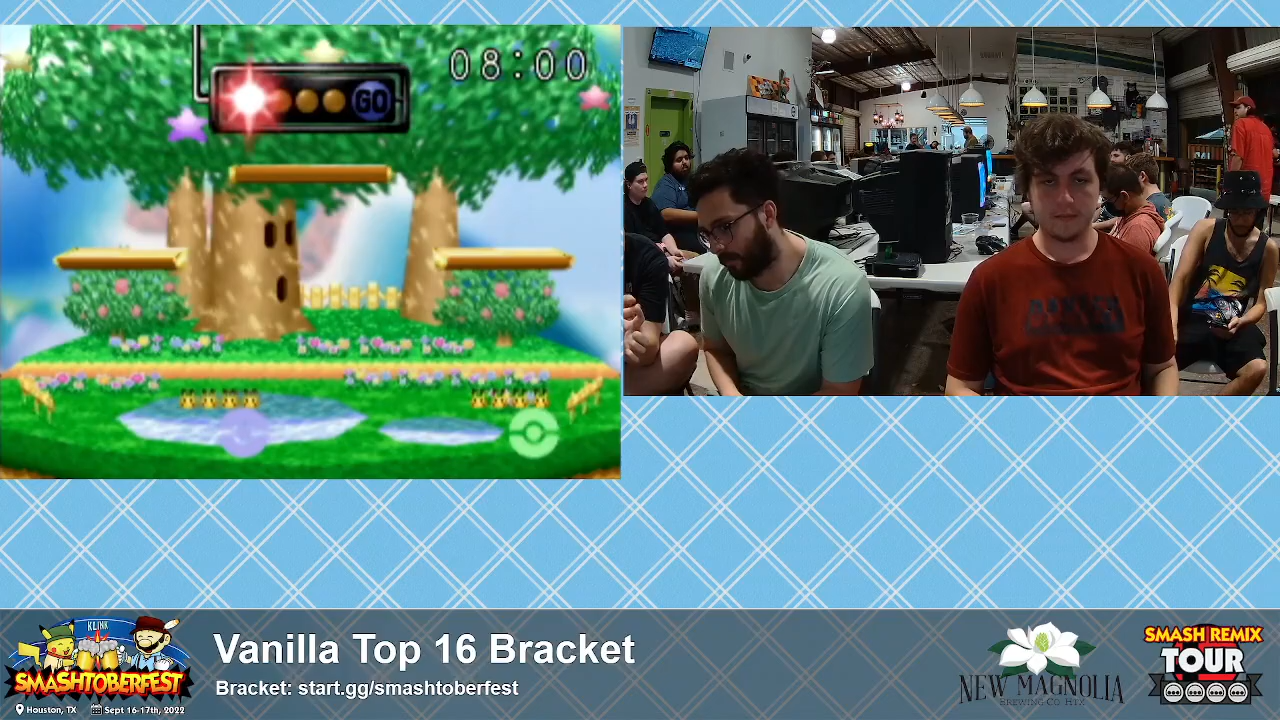 08:00
GO
KLINK
SMASHTOBERFEST
Houston, TX Sept 16-17th, 2022
Vanilla Top 16 Bracket
Bracket: start.gg/smashtoberfest
NEW MAGNOLIA
BREWING CO. HTX
SMASH REMIX
TOUR